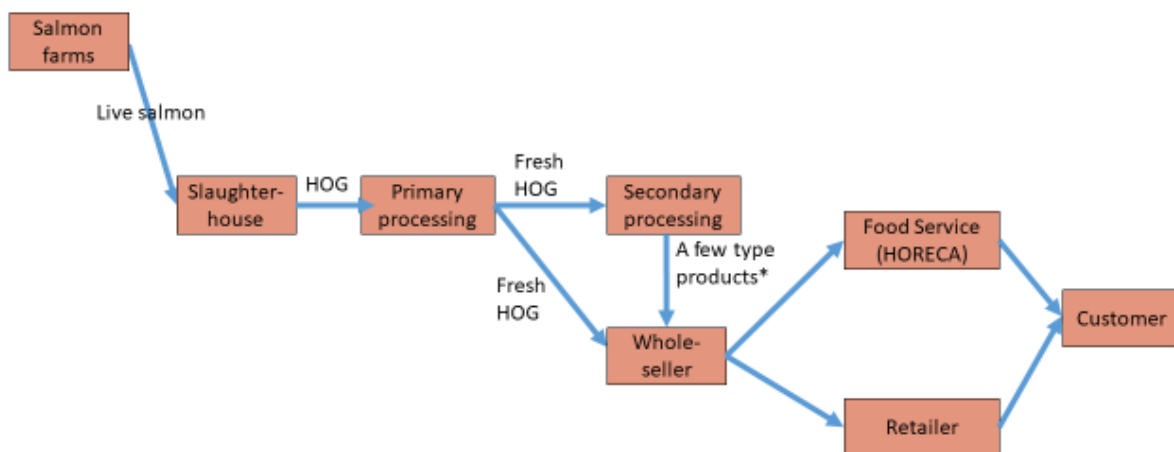 Salmon
farms
Live salmon
Slaughter-
house
HOG
Primary
processing
Fresh
HOG
Secondary
processing
Fresh
HOG
A few type
products*
Whole-
seller
Food Service
(HORECA)
Retailer
Customer